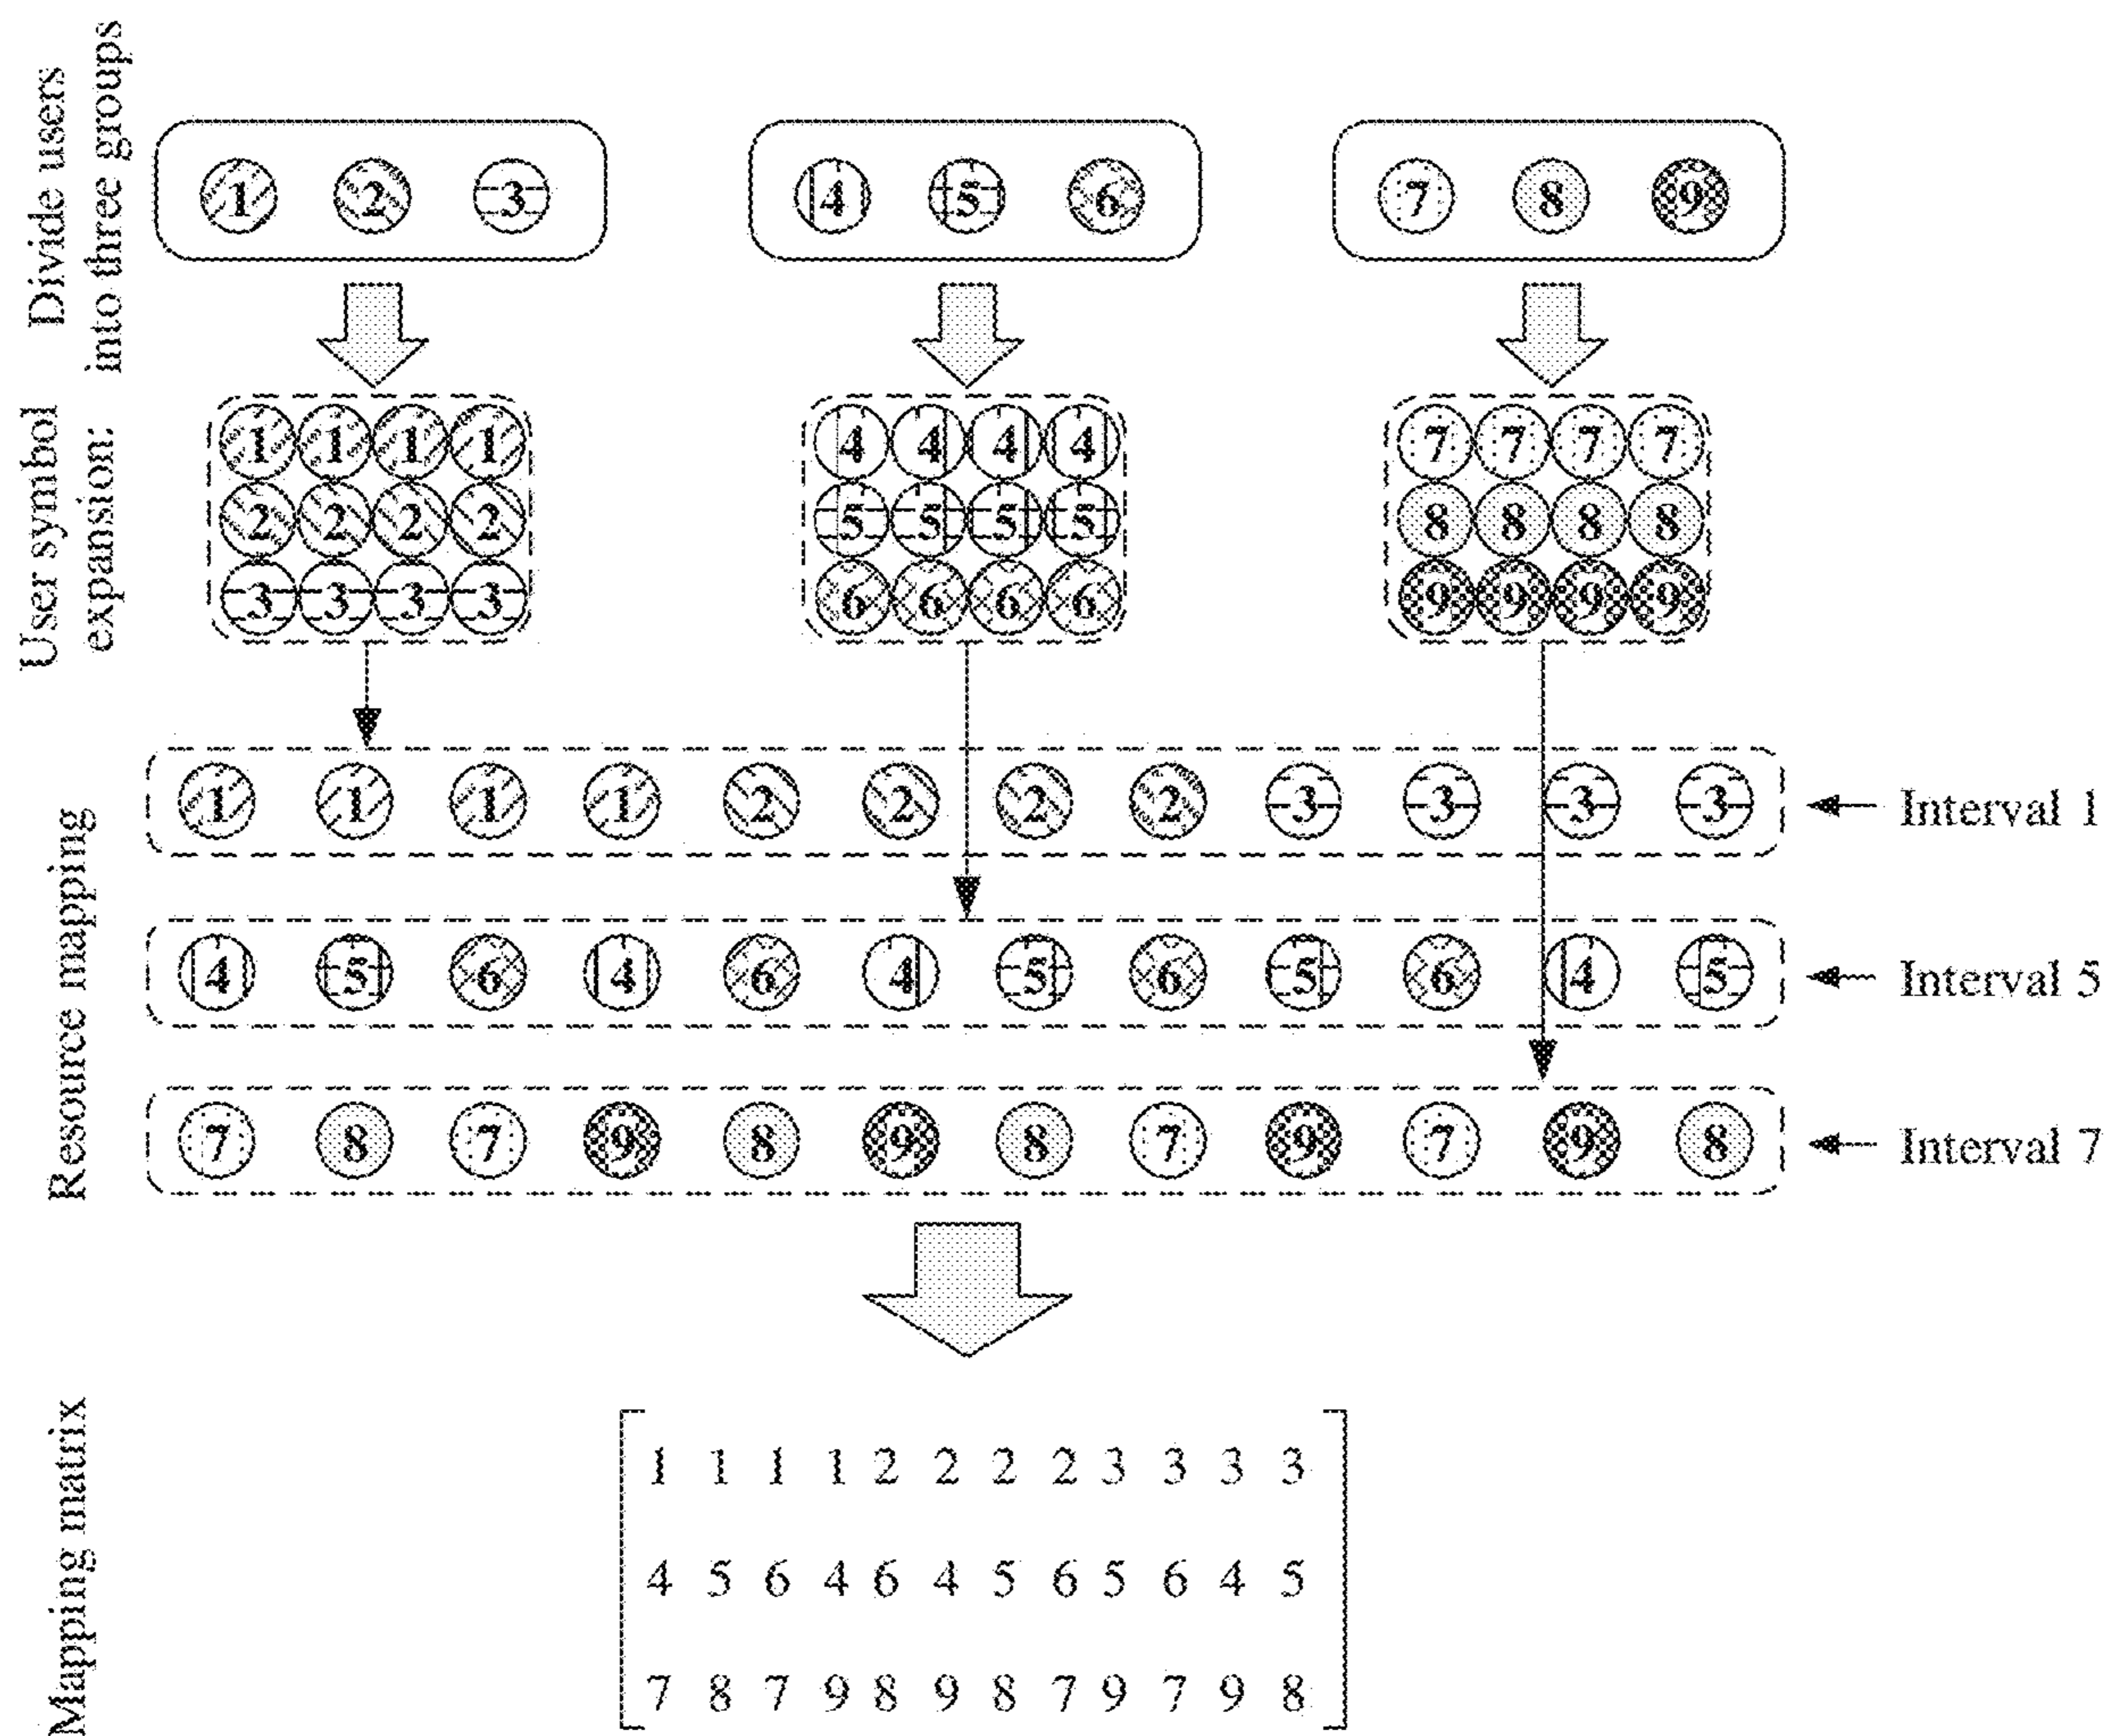 Divide users
into three groups
1 2 3 4 5 6 7 8 9
User symbol
expansion:
1 1 1 1 4 4 4 4 7 7 7 7
2 2 2 2 5 5 5 5 8 8 8 8
3 3 3 3 6 6 6 6 9 9 9 9
Resource mapping
1 1 1 1 2 2 2 2 3 3 3 3 Interval 1
4 5 6 4 6 4 5 6 5 6 4 5 Interval 5
7 8 7 9 8 9 8 7 9 7 9 8 Interval 7
Mapping matrix
1 1 1 1 2 2 2 2 3 3 3 3
4 5 6 4 6 4 5 6 5 6 4 5
7 8 7 9 8 9 8 7 9 7 9 8